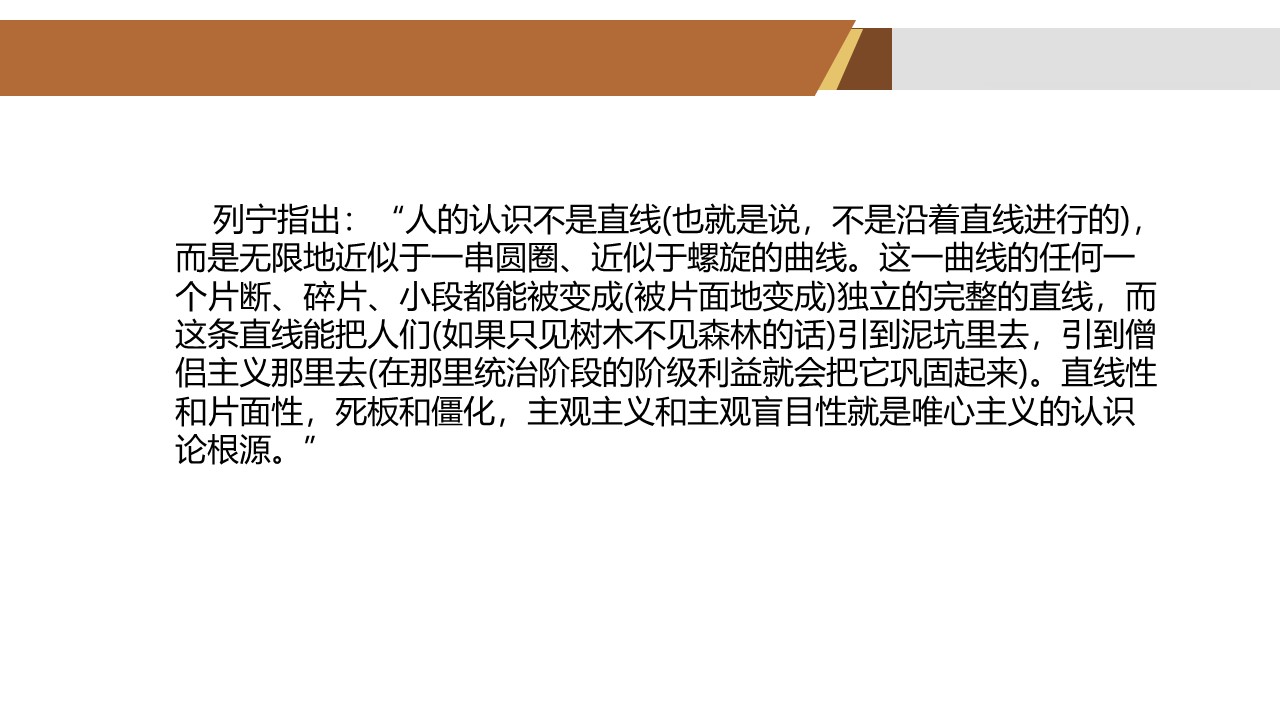 列宁指出：“人的认识不是直线(也就是说，不是沿着直线进行的)，
而是无限地近似于一串圆圈、近似于螺旋的曲线。这一曲线的任何一
个片断、碎片、小段都能被变成(被片面地变成)独立的完整的直线，而
这条直线能把人们(如果只见树木不见森林的话)引到泥坑里去，引到僧
侣主义那里去(在那里统治阶段的阶级利益就会把它巩固起来)。直线性
和片面性，死板和僵化，主观主义和主观盲目性就是唯心主义的认识
论根源。”